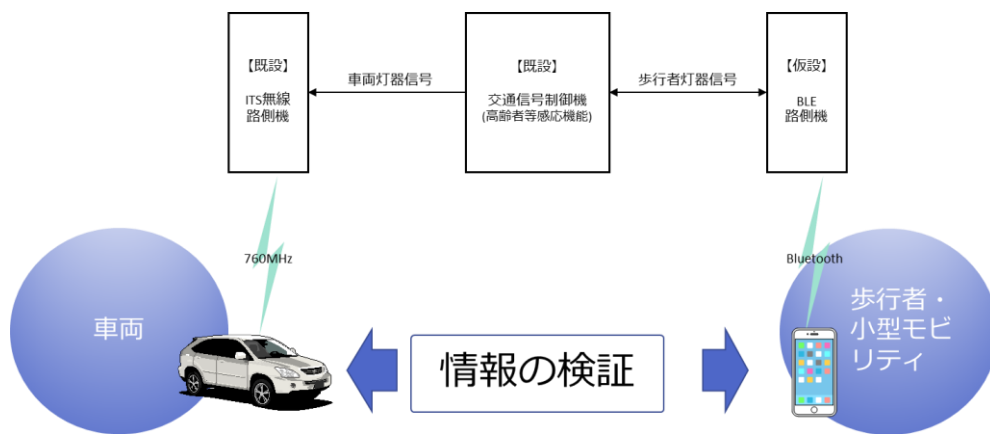 【既設】
ITS無線
路側機
車両灯器信号
【既設】
交通信号制御機
(高齢者等感応機能)
歩行者灯器信号
【仮設】
BLE
路側機
760MHz
Bluetooth
車両
情報の検証
歩行者・
小型モビ
リティ